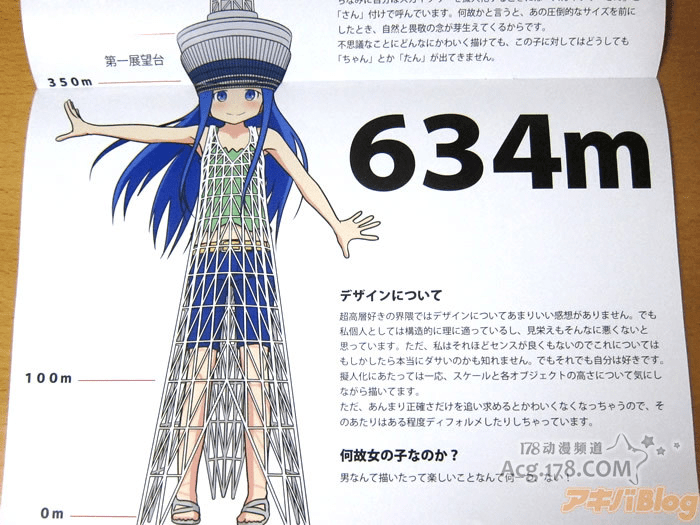 「さん」付けで呼んでいます。何故かと言うと、あの圧倒的なサイズを前に
したとき、自然と畏敬の念が芽生えてくるからです。
不思議なことにどんなにかわいく描けても、この子に対してはどうしても
「ちゃん」とか「たん」が出てきません。
第一展望台
350m
634m
デザインについて
超高層好きの界隈ではデザインについてあまりいい感想がありません。でも
私個人としては構造的に理に適っているし、見栄えもそんなに悪くないと
思っています。ただ、私はそれほどセンスが良くもないのでこれについては
もしかしたら本当にダサいのかも知れません。でもそれでも自分は好きです。
擬人化にあたっては一応、スケールと各オブジェクトの高さについて気にし
ながら描いてます。
ただ、あんまり正確さだけを追い求めるとかわいくなくなっちゃうので、そ
のあたりはある程度ディフォルメしたりしちゃっています。
100m
何故女の子なのか?
男なんて描いたって楽しいことなんて何一つない!
0m
178动漫频道
Acg.178.COM
アキバBlog